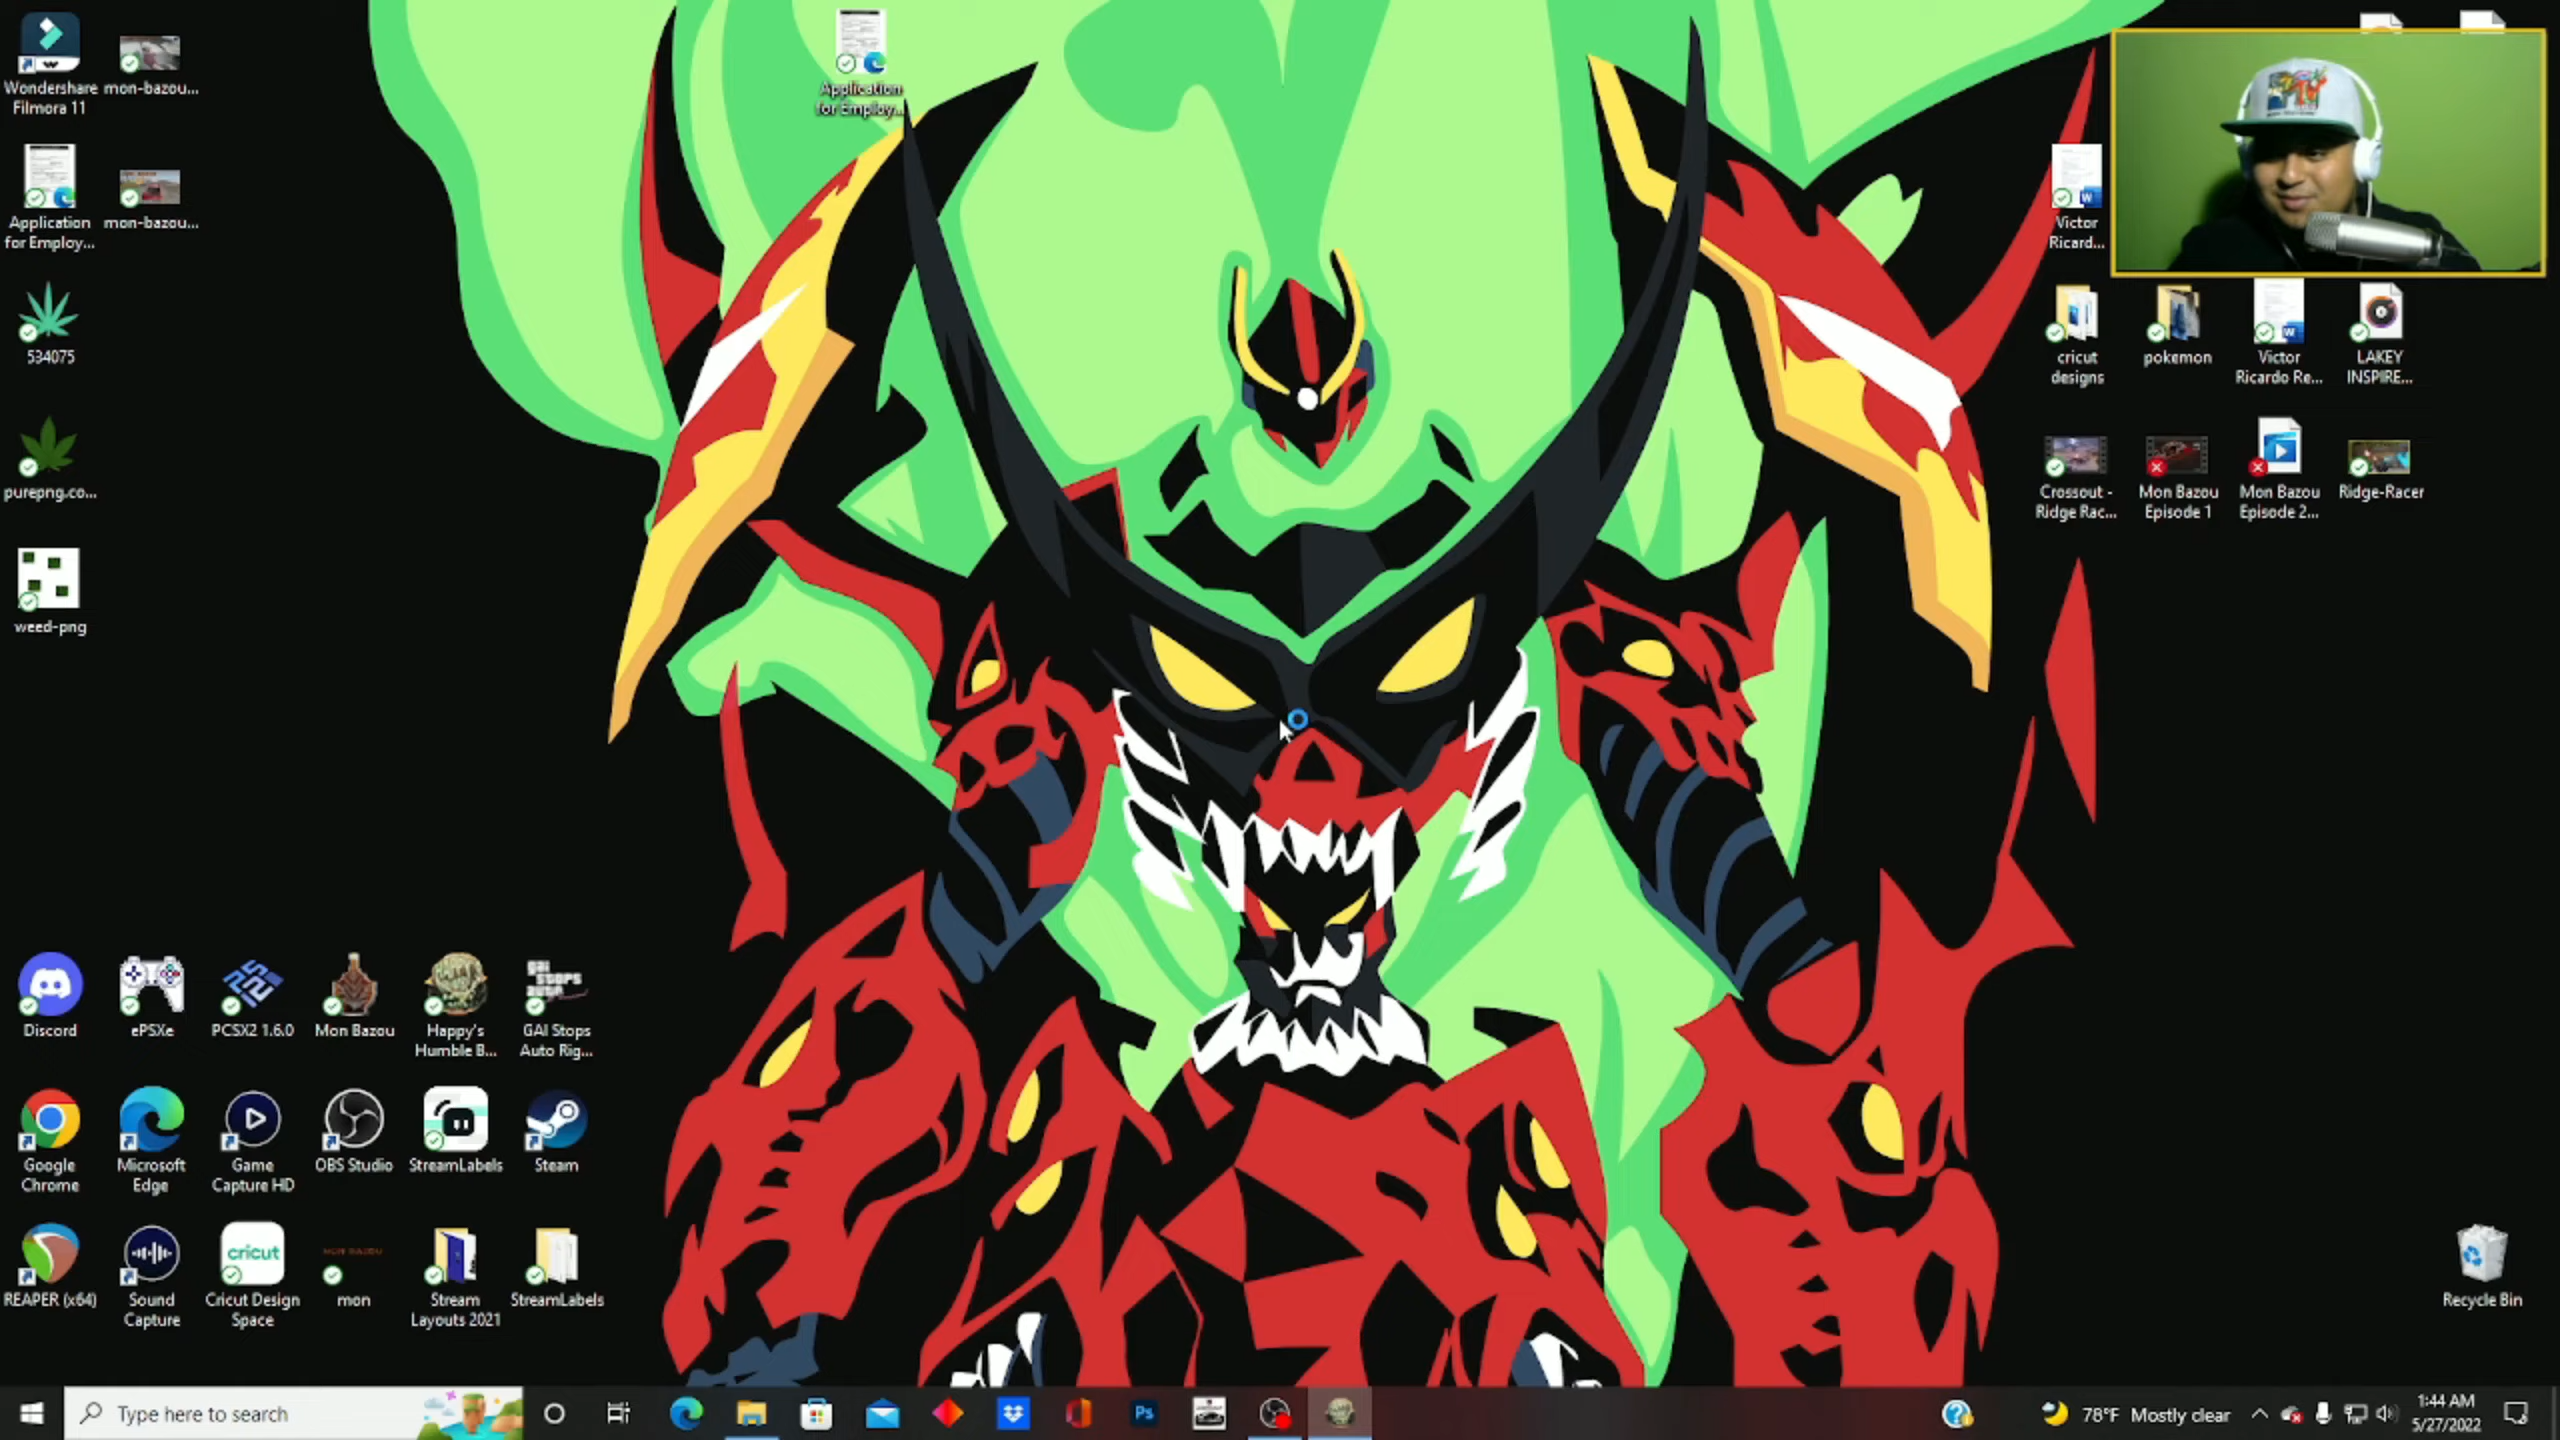 Wondershare
Filmora 11
mon-bazou...
Application
for Employ...
Application
for Employ...
mon-bazou...
534075
purepng.co...
weed-png
Victor
Ricard...
cricut
designs
pokemon
Victor
Ricardo Re...
LAKEY
INSPIRE...
Crossout -
Ridge Rac...
Mon Bazou
Episode 1
Mon Bazou
Episode 2...
Ridge-Racer
Discord
ePSXe
PCSX2 1.6.0
Mon Bazou
Happy's
Humble B...
GAI Stops
Auto Rig...
Google
Chrome
Microsoft
Edge
Game
Capture HD
OBS Studio
StreamLabels
Steam
cricut
MON BAZOU
REAPER (x64)
Sound
Capture
Cricut Design
Space
mon
Stream
Layouts 2021
StreamLabels
Recycle Bin
Type here to search
Ps
78°F Mostly clear
1:44 AM
5/27/2022